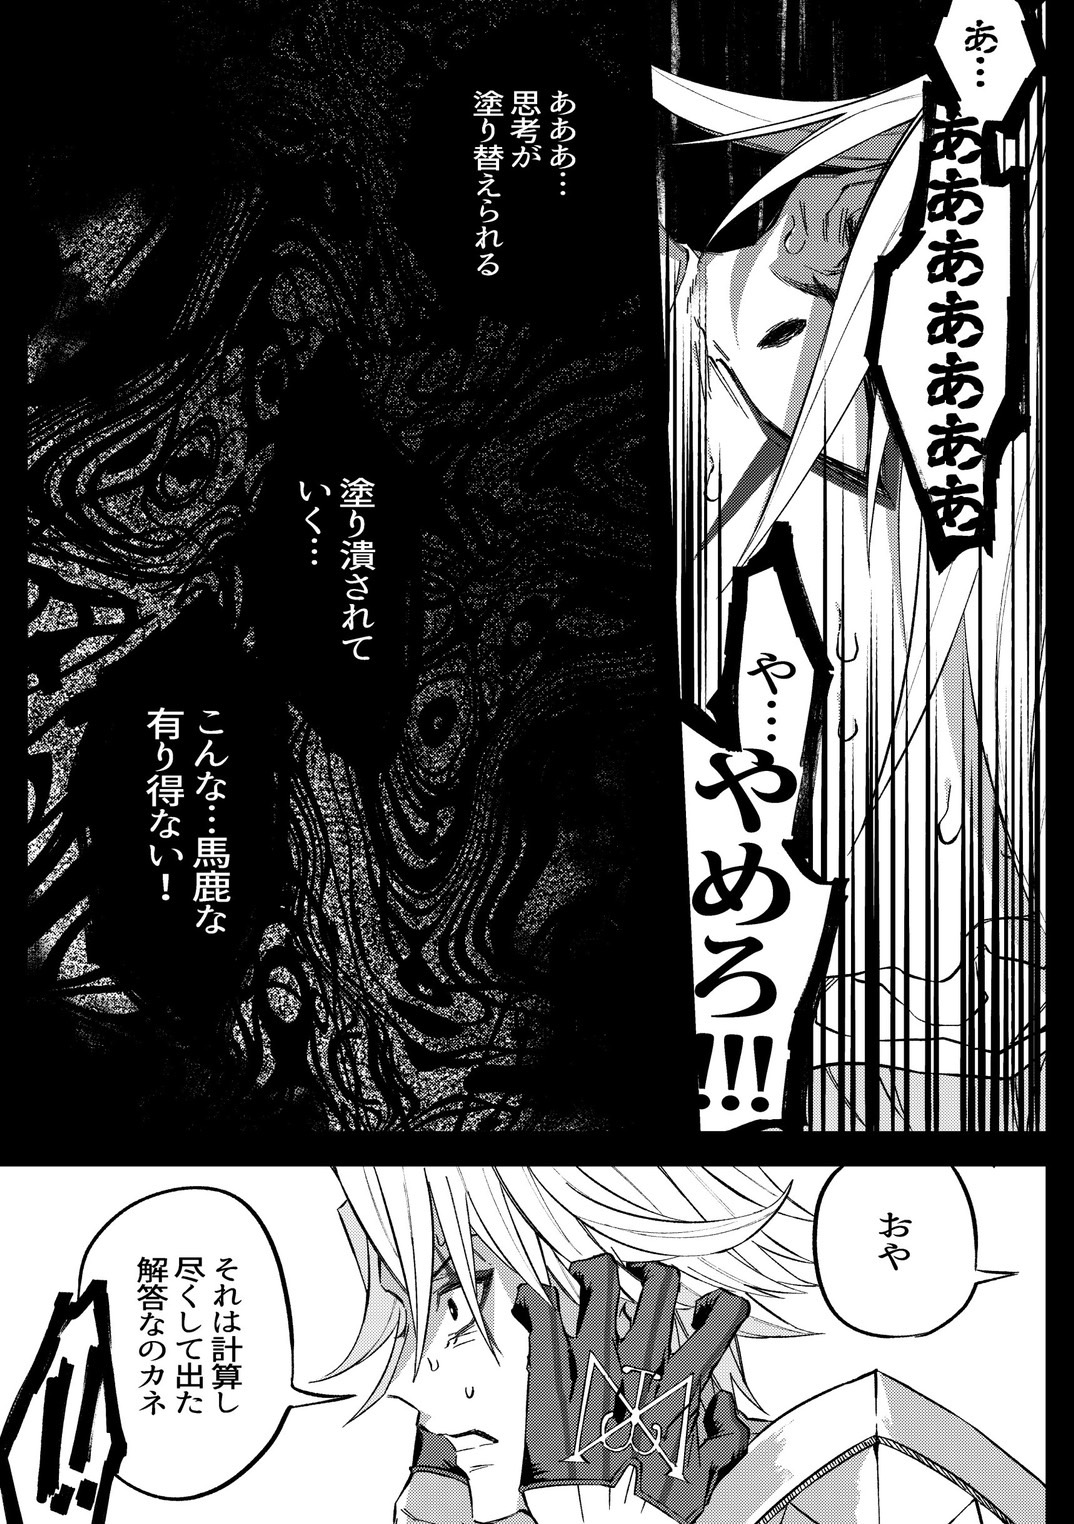 あ…
ああああああ
や…
やめろ!!!
あああ…
思考が
塗り替えられる
塗り潰されて
いく…
こんな…馬鹿な
有り得ない！
おや
それは計算し
尽くして出た
解答なのカネ
!!